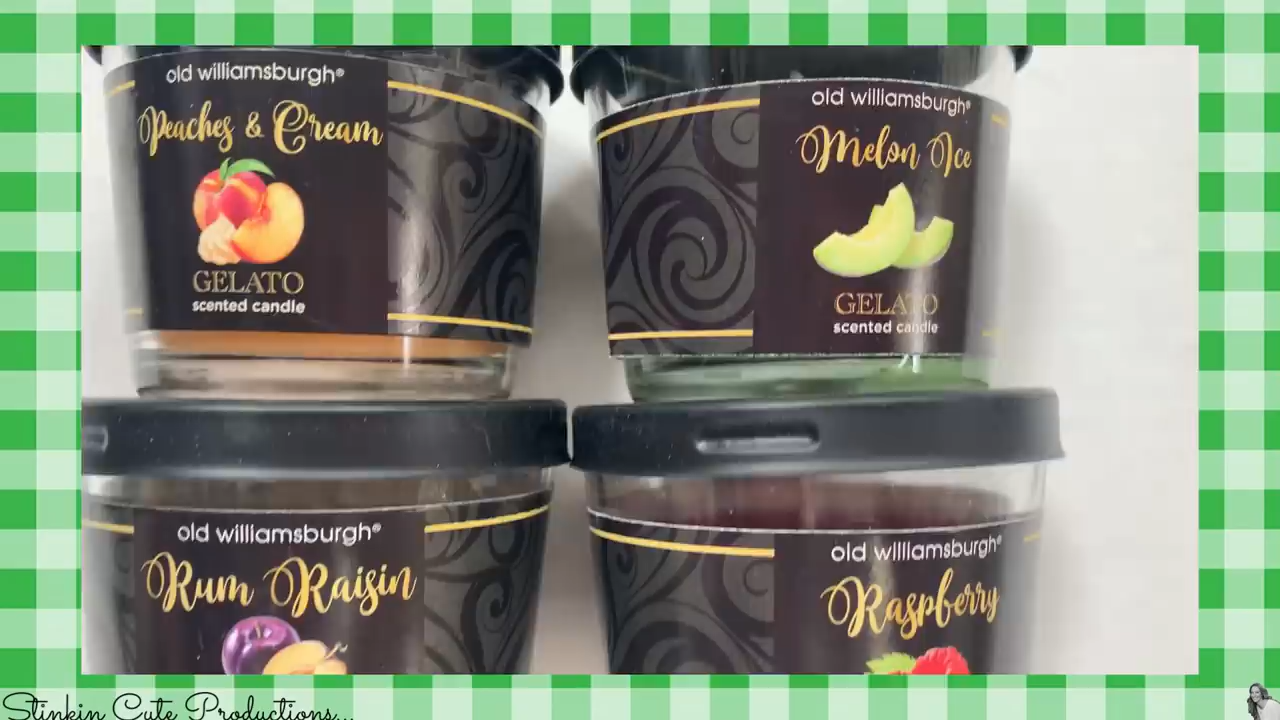 old williamsburgh®
Peaches & Cream
GELATO
scented candle
old williamsburgh®
Melon Ice
GELATO
scented candle
old williamsburgh®
Rum Raisin
old williamsburgh®
Raspberry
Stinkin Cute Productions...